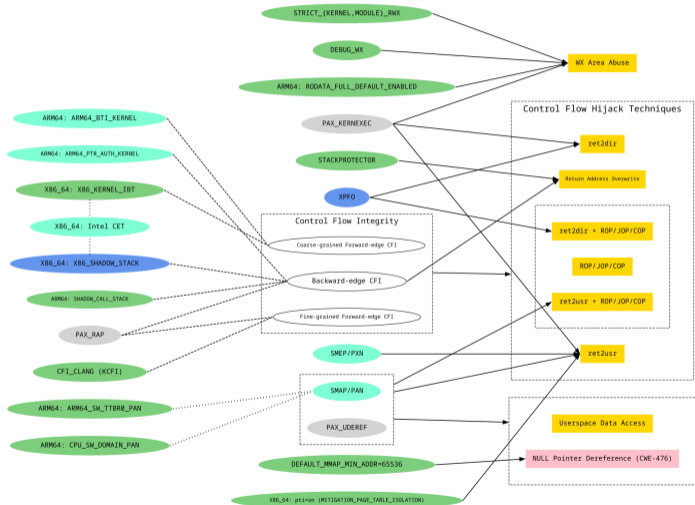 STRICT_{KERNEL,MODULE}_RWX
DEBUG_WX
WX Area Abuse
ARM64: RODATA_FULL_DEFAULT_ENABLED
Control Flow Hijack Techniques
ARM64: ARM64_BTI_KERNEL
PAX_KERNEXEC
ret2dir
ARM64: ARM64_PTR_AUTH_KERNEL
STACKPROTECTOR
Return Address Overwrite
X86_64: X86_KERNEL_IBT
XPFO
Control Flow Integrity
X86_64: Intel CET
ret2dir + ROP/JOP/COP
Coarse-grained Forward-edge CFI
X86_64: X86_SHADOW_STACK
ROP/JOP/COP
Backward-edge CFI
ARM64: SHADOW_CALL_STACK
ret2usr + ROP/JOP/COP
Fine-grained Forward-edge CFI
PAX_RAP
SMEP/PXN
ret2usr
CFI_CLANG (KCFI)
SMAP/PAN
ARM64: ARM64_SW_TTBR0_PAN
PAX_UDEREF
Userspace Data Access
ARM: CPU_SW_DOMAIN_PAN
NULL Pointer Dereference (CWE-476)
DEFAULT_MMAP_MIN_ADDR=65536
X86_64: pti=on (MITIGATION_PAGE_TABLE_ISOLATION)